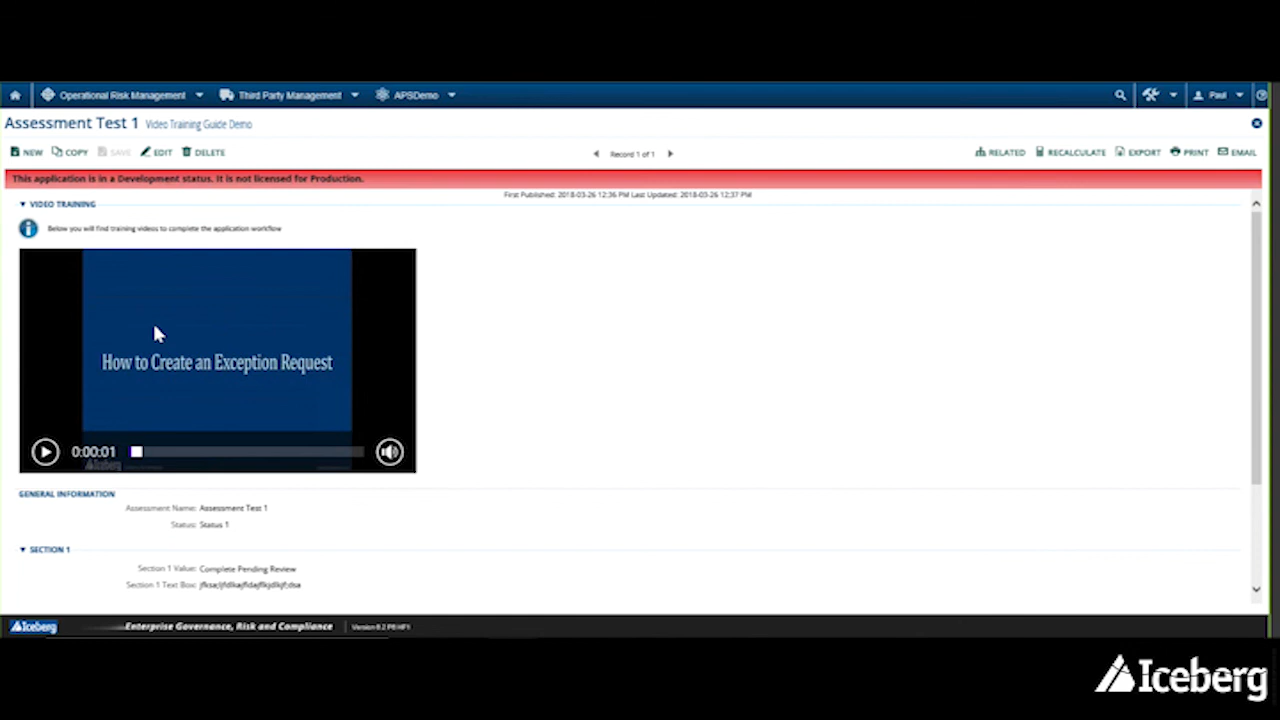 Operational Risk Management Third Party Management APSDemo Paul
Assessment Test 1 Video Training Guide Demo
NEW COPY SAVE EDIT DELETE Record 1 of 1 RELATED RECALCULATE EXPORT PRINT EMAIL
This application is in a Development status. It is not licensed for Production.
First Published: 2018-03-26 12:36 PM Last Updated: 2018-03-26 12:37 PM
VIDEO TRAINING
Below you will find training videos to complete the application workflow
How to Create an Exception Request
0:00:01
Iceberg
GENERAL INFORMATION
Assessment Name: Assessment Test 1
Status: Status 1
SECTION 1
Section 1 Value: Complete Pending Review
Section 1 Text Box:
Iceberg Enterprise Governance, Risk and Compliance
Iceberg